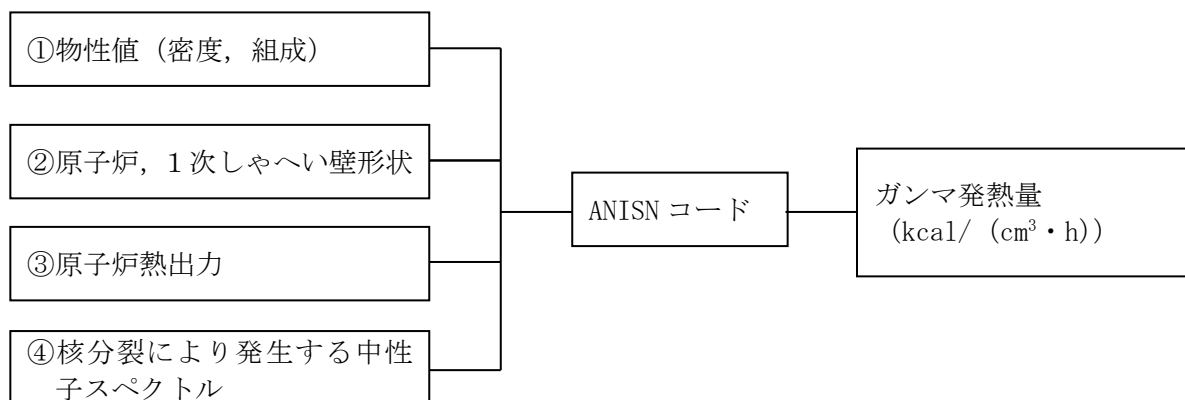 ①物性値（密度，組成）
②原子炉，１次しゃへい壁形状
③原子炉熱出力
④核分裂により発生する中性
子スペクトル
ANISN コード
ガンマ発熱量
(kcal/ (cm³・h))